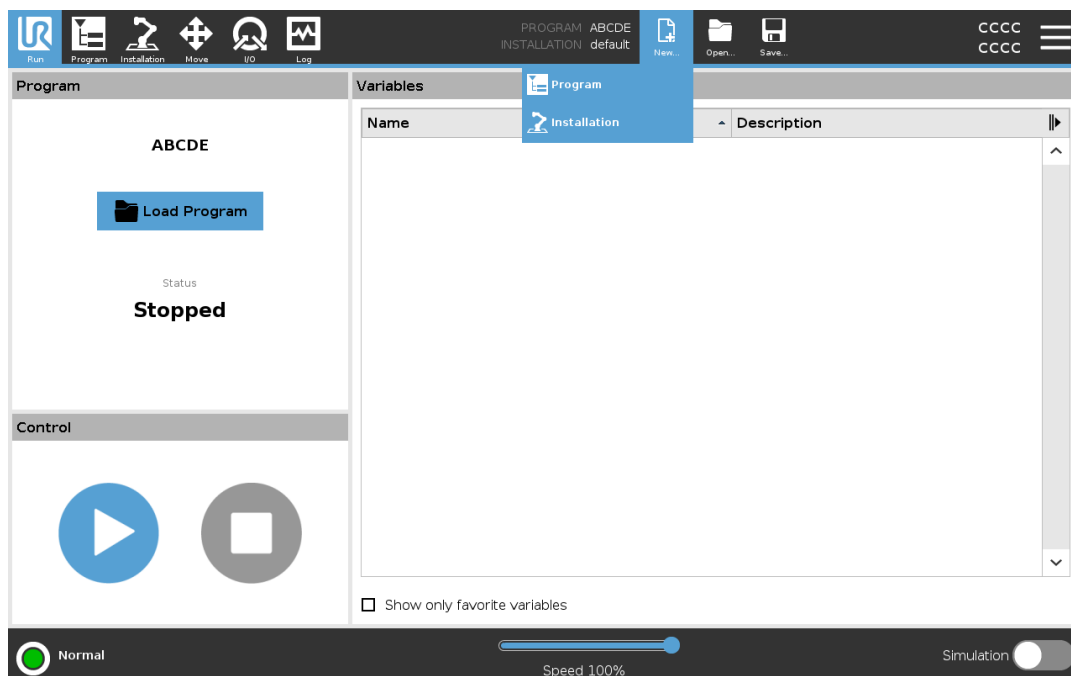 PROGRAM ABCDE
INSTALLATION default
CCCC
CCCC
Run Program Installation Move I/O Log New... Open... Save...
Program
Variables
Program
Installation
Name
Description
ABCDE
Load Program
Status
Stopped
Control
Show only favorite variables
Normal
Speed 100%
Simulation